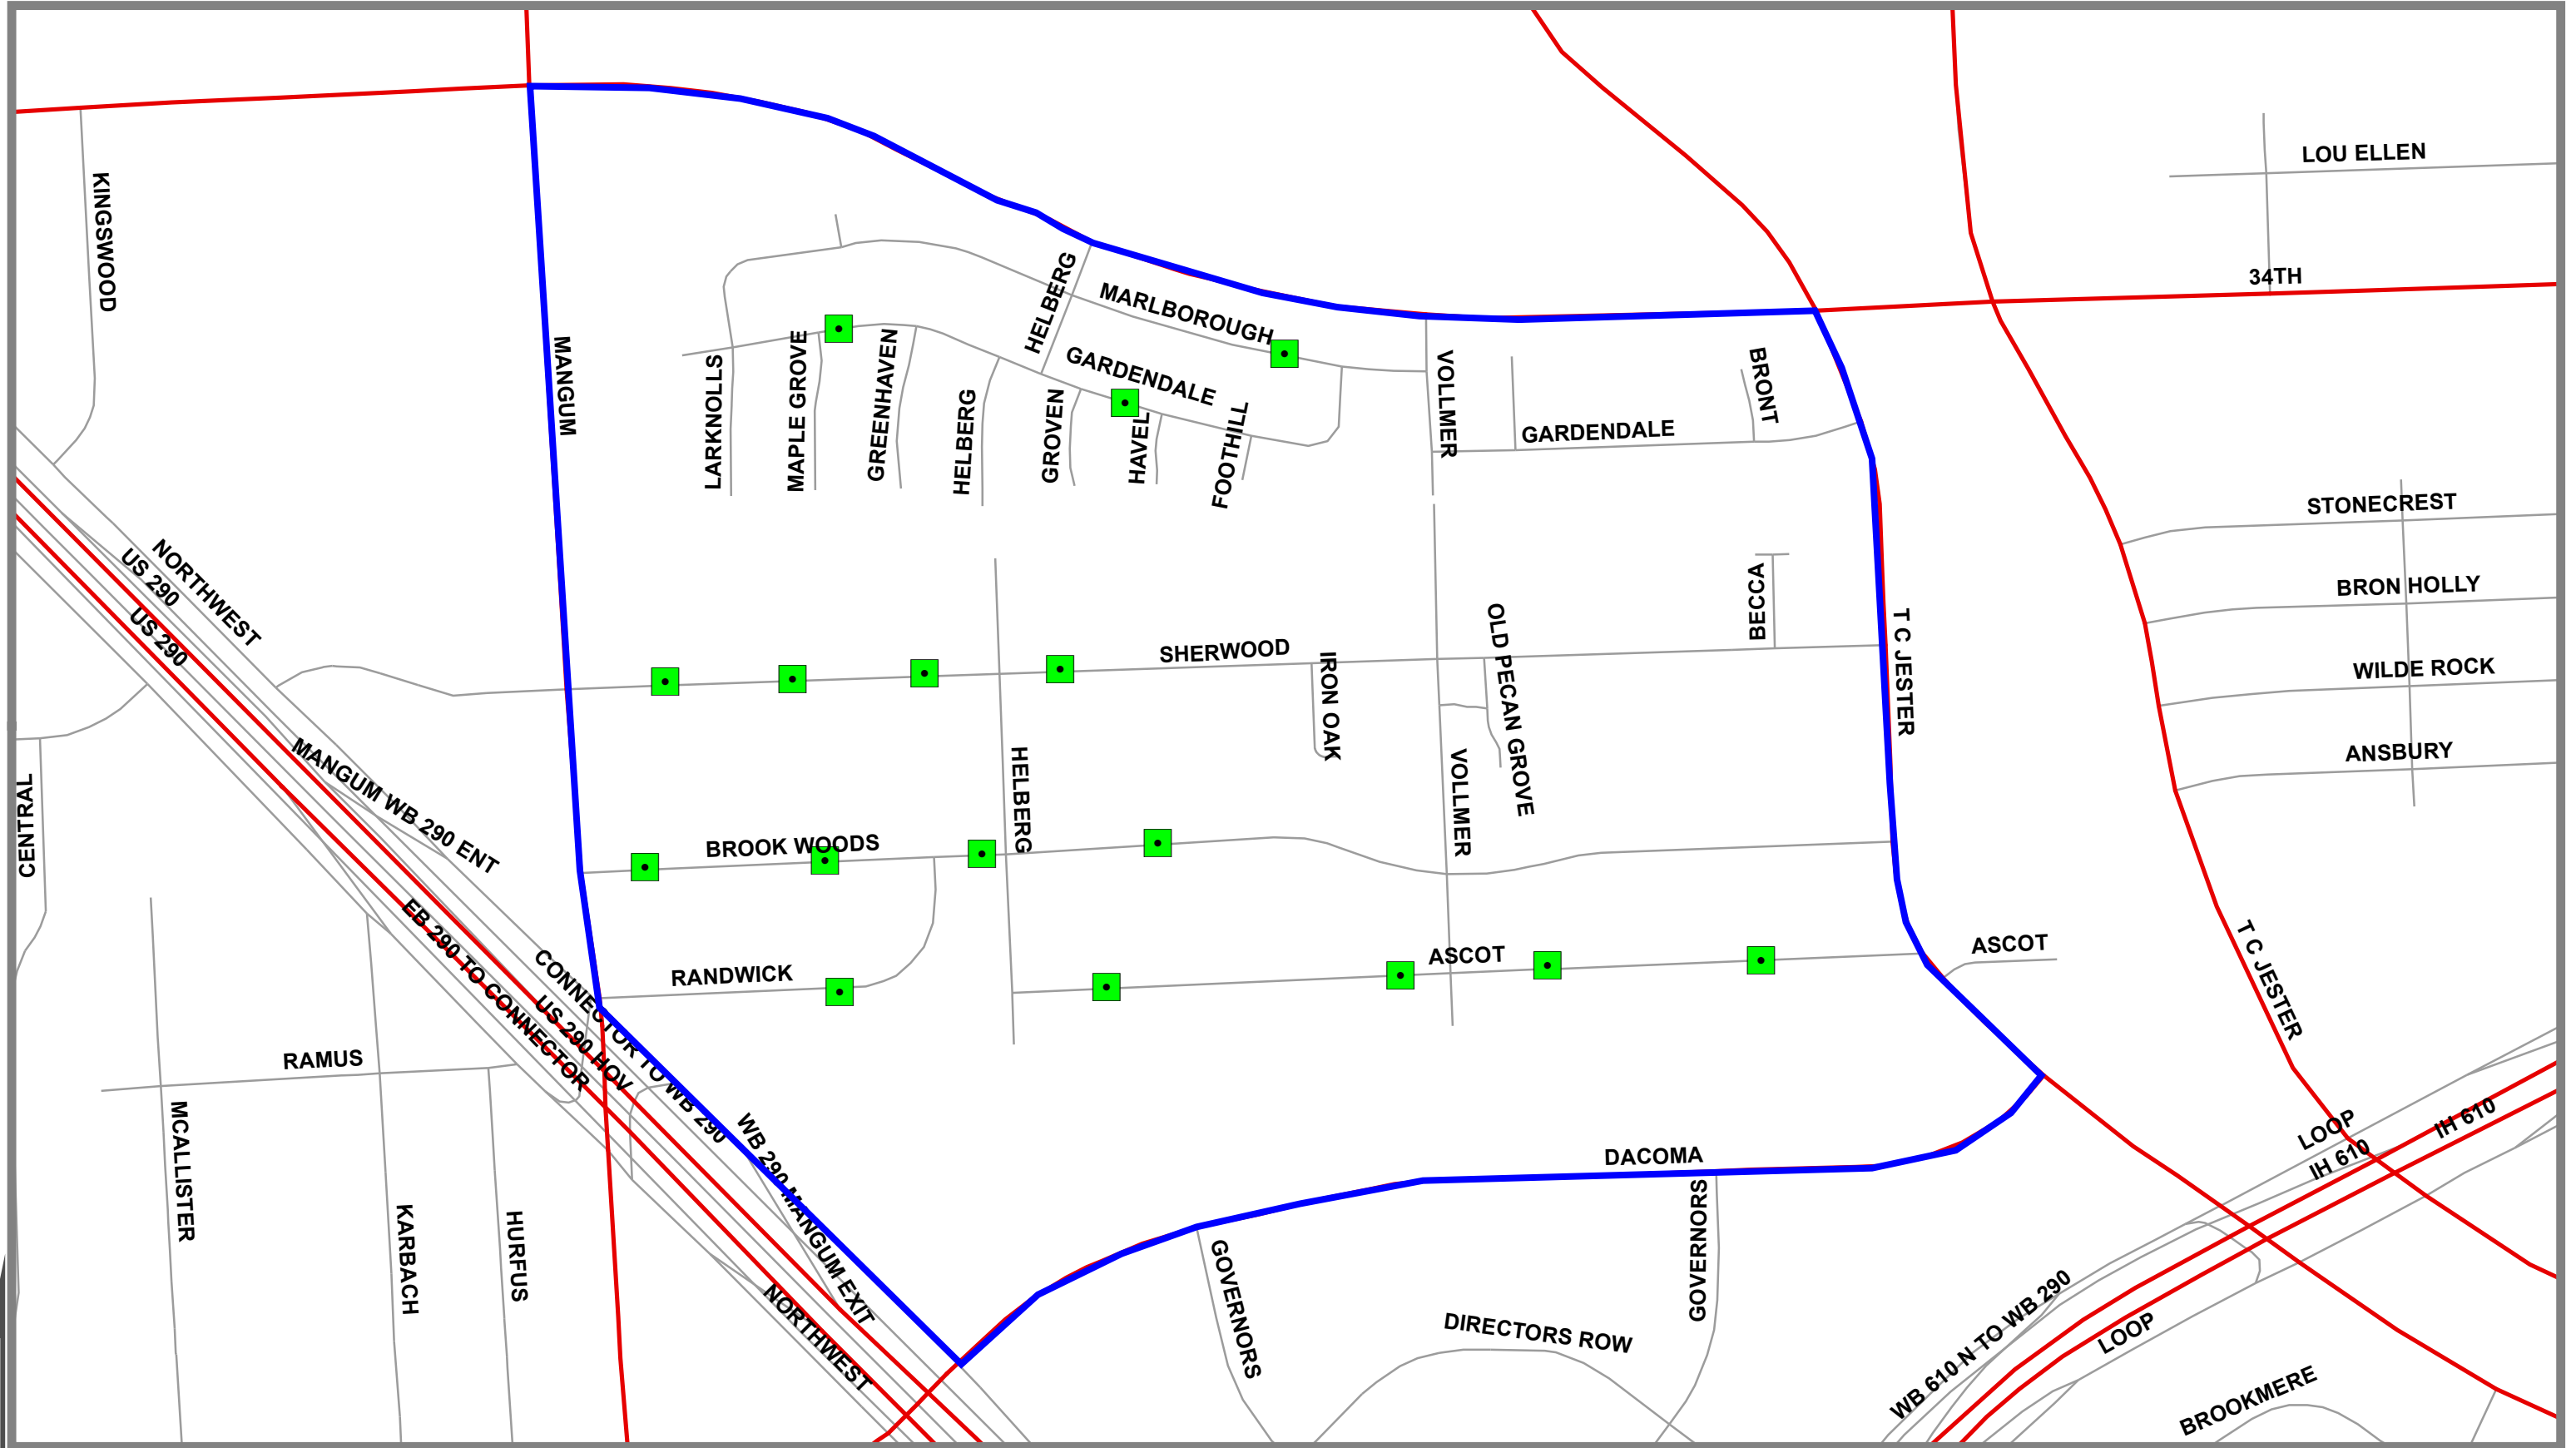 LOU ELLEN
KINGSWOOD
34TH
HELBERG
MARLBOROUGH
MANGUM
GARDENDALE
LARKNOLLS
MAPLE GROVE
GREENHAVEN
HELBERG
GROVEN
HAVEL
FOOTHILL
VOLLMER
BRONT
GARDENDALE
STONECREST
NORTHWEST
US 290
US 290
BECCA
BRON HOLLY
T C JESTER
SHERWOOD
IRON OAK
OLD PECAN GROVE
WILDE ROCK
ANSBURY
MANGUM WB 290 ENT
CENTRAL
HELBERG
VOLLMER
BROOK WOODS
EB 290 TO CONNECTOR
CONNECTOR TO WB 290
US 290 HOV
RANDWICK
ASCOT
ASCOT
T C JESTER
RAMUS
MCALLISTER
KARBACH
HURFUS
WB 290 MANGUM EXIT
NORTHWEST
DACOMA
GOVERNORS
GOVERNORS
DIRECTORS ROW
LOOP
IH 610
IH 610
WB 610 N TO WB 290
LOOP
BROOKMERE